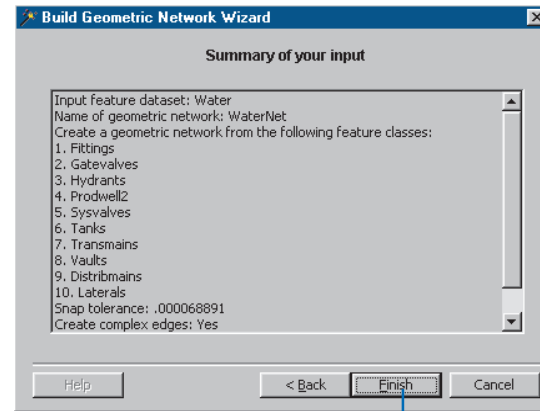 Build Geometric Network Wizard
Summary of your input
Input feature dataset: Water
Name of geometric network: WaterNet
Create a geometric network from the following feature classes:
1. Fittings
2. Gatevalves
3. Hydrants
4. Prodwell2
5. Sysvalves
6. Tanks
7. Transmains
8. Vaults
9. Distribmains
10. Laterals
Snap tolerance: .000068891
Create complex edges: Yes
Help < Back Finish Cancel